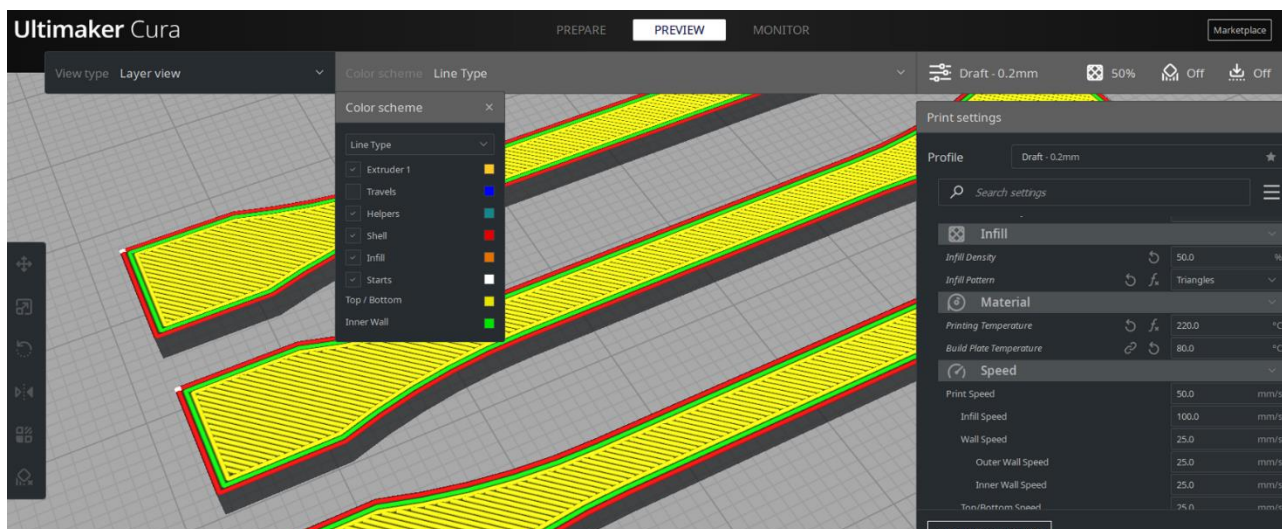 Ultimaker Cura
PREPARE
PREVIEW
MONITOR
Marketplace
View type Layer view
Color scheme Line Type
Draft - 0.2mm
50%
Off
Off
Color scheme
Line Type
Extruder 1
Travels
Helpers
Shell
Infill
Starts
Top / Bottom
Inner Wall
Print settings
Profile Draft - 0.2mm
Search settings
Infill
Infill Density 50.0 %
Infill Pattern Triangles
Material
Printing Temperature 220.0 °C
Build Plate Temperature 80.0 °C
Speed
Print Speed 50.0 mm/s
Infill Speed 100.0 mm/s
Wall Speed 25.0 mm/s
Outer Wall Speed 25.0 mm/s
Inner Wall Speed 25.0 mm/s
Top/Bottom Speed 25.0 mm/s